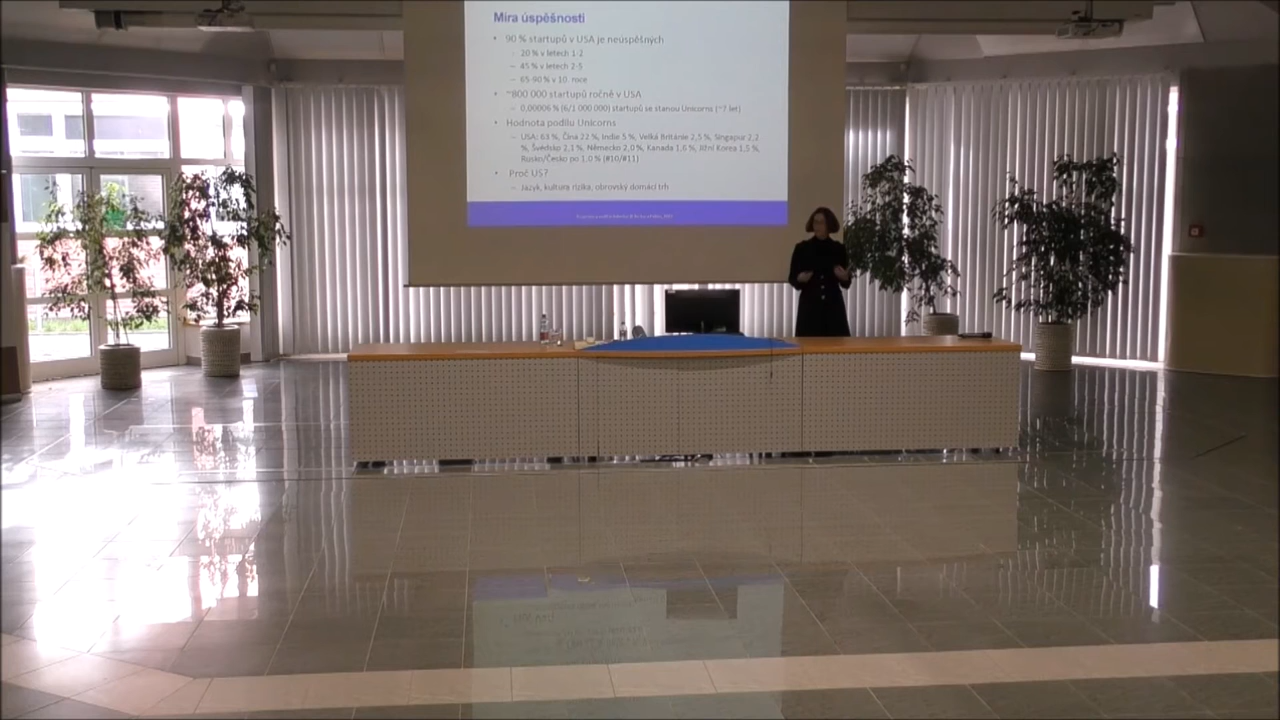 Míra úspěšnosti
• 90 % startupů v USA je neúspěšných
– 20 % v letech 1-2
– 45 % v letech 2-5
– 65-90 % v 10. roce
• ~800 000 startupů ročně v USA
– 0,00006 % (6/1 000 000) startupů se stanou Unicorns (~7 let)
• Hodnota podílu Unicorns
– USA: 63 %, Čína 22 %, Indie 5 %, Velká Británie 2,5 %, Singapur 2,2
%, Švédsko 2,1 %, Německo 2,0 %, Kanada 1,6 %, Jižní Korea 1,5 %,
Rusko/Česko po 1,0 % (#10/#11)
• Proč US?
– Jazyk, kultura rizika, obrovský domácí trh